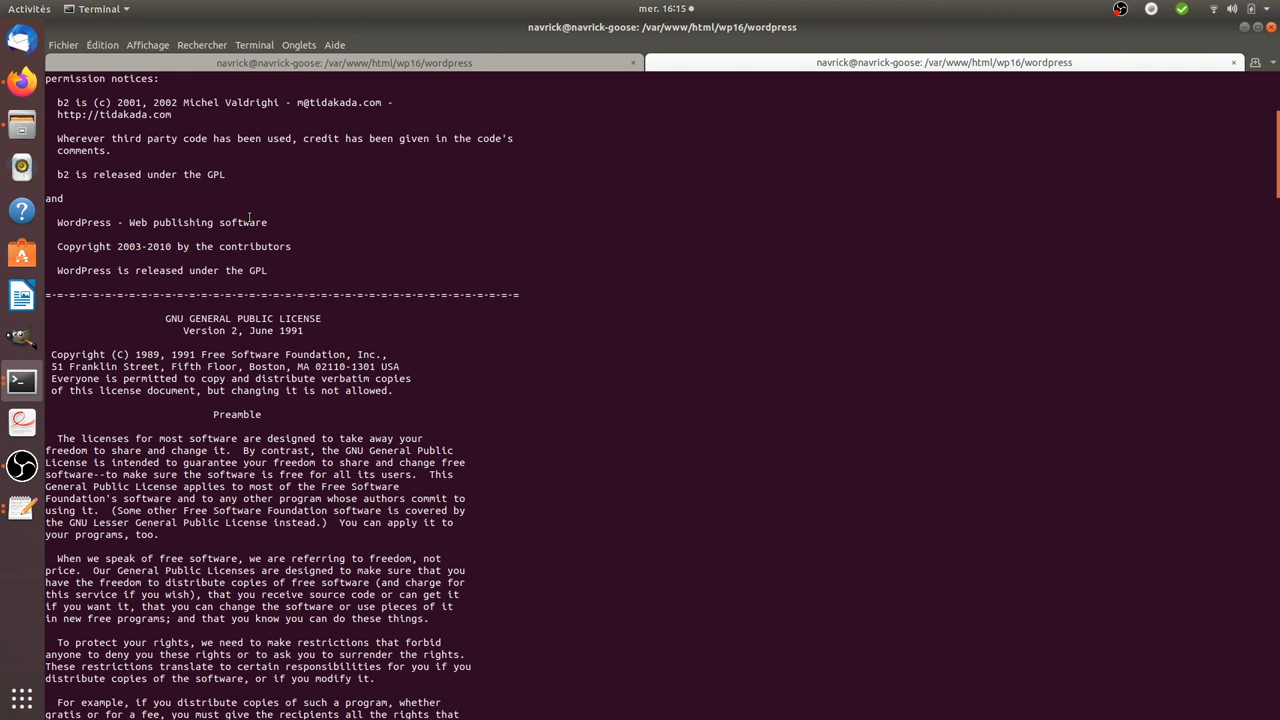 Activités
Terminal
mer. 16:15
navrick@navrick-goose: /var/www/html/wp16/wordpress
Fichier Édition Affichage Rechercher Terminal Onglets Aide
navrick@navrick-goose: /var/www/html/wp16/wordpress
navrick@navrick-goose: /var/www/html/wp16/wordpress
permission notices:
b2 is (c) 2001, 2002 Michel Valdrighi - m@tidakada.com -
http://tidakada.com
Wherever third party code has been used, credit has been given in the code's
comments.
b2 is released under the GPL
and
WordPress - Web publishing software
Copyright 2003-2010 by the contributors
WordPress is released under the GPL
=-=-=-=-=-=-=-=-=-=-=-=-=-=-=-=-=-=-=-=-=-=-=-=-=-=-=-=-=-=-=-=-=-=-=-=-=-=-=-=
GNU GENERAL PUBLIC LICENSE
Version 2, June 1991
Copyright (C) 1989, 1991 Free Software Foundation, Inc.,
51 Franklin Street, Fifth Floor, Boston, MA 02110-1301 USA
Everyone is permitted to copy and distribute verbatim copies
of this license document, but changing it is not allowed.
Preamble
The licenses for most software are designed to take away your
freedom to share and change it.  By contrast, the GNU General Public
License is intended to guarantee your freedom to share and change free
software--to make sure the software is free for all its users.  This
General Public License applies to most of the Free Software
Foundation's software and to any other program whose authors commit to
using it.  (Some other Free Software Foundation software is covered by
the GNU Lesser General Public License instead.)  You can apply it to
your programs, too.
When we speak of free software, we are referring to freedom, not
price.  Our General Public Licenses are designed to make sure that you
have the freedom to distribute copies of free software (and charge for
this service if you wish), that you receive source code or can get it
if you want it, that you can change the software or use pieces of it
in new free programs; and that you know you can do these things.
To protect your rights, we need to make restrictions that forbid
anyone to deny you these rights or to ask you to surrender the rights.
These restrictions translate to certain responsibilities for you if you
distribute copies of the software, or if you modify it.
For example, if you distribute copies of such a program, whether
gratis or for a fee, you must give the recipients all the rights that